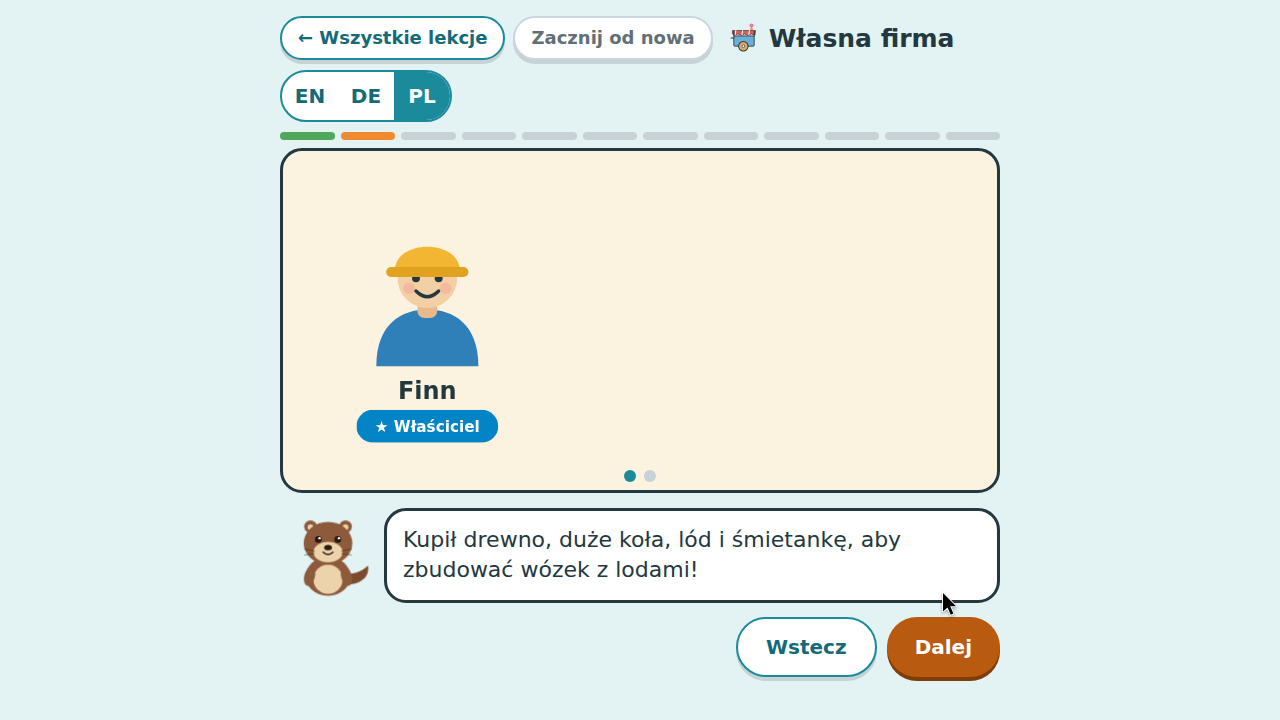 ← Wszystkie lekcje
Zacznij od nowa
Własna firma
EN DE PL
Finn
★ Właściciel
Kupił drewno, duże koła, lód i śmietankę, aby
zbudować wózek z lodami!
Wstecz
Dalej